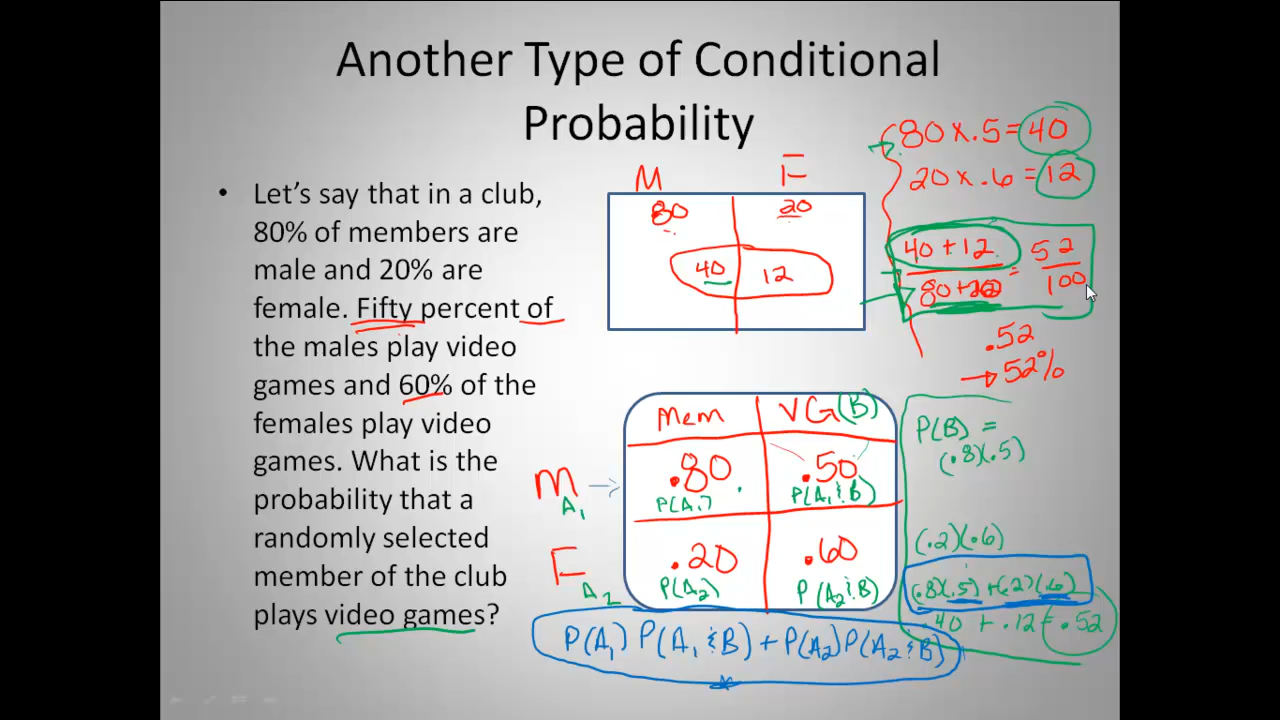 Another Type of Conditional
Probability
• Let's say that in a club,
80% of members are
male and 20% are
female. Fifty percent of
the males play video
games and 60% of the
females play video
games. What is the
probability that a
randomly selected
member of the club
plays video games?
M F
80 20
40 12
80 x .5 = 40
20 x .6 = 12
40 + 12 = 52
80 + 20 100
.52
→ 52%
Mem VG (B)
M .80 .50
A1 P(A1) P(A1 & B)
F .20 .60
A2 P(A2) P(A2 & B)
P(A1) P(A1 & B) + P(A2) P(A2 & B)
P(B) =
(.8)(.5)
(.2)(.6)
(.8)(.5) + (.2)(.6)
.40 + .12 = .52